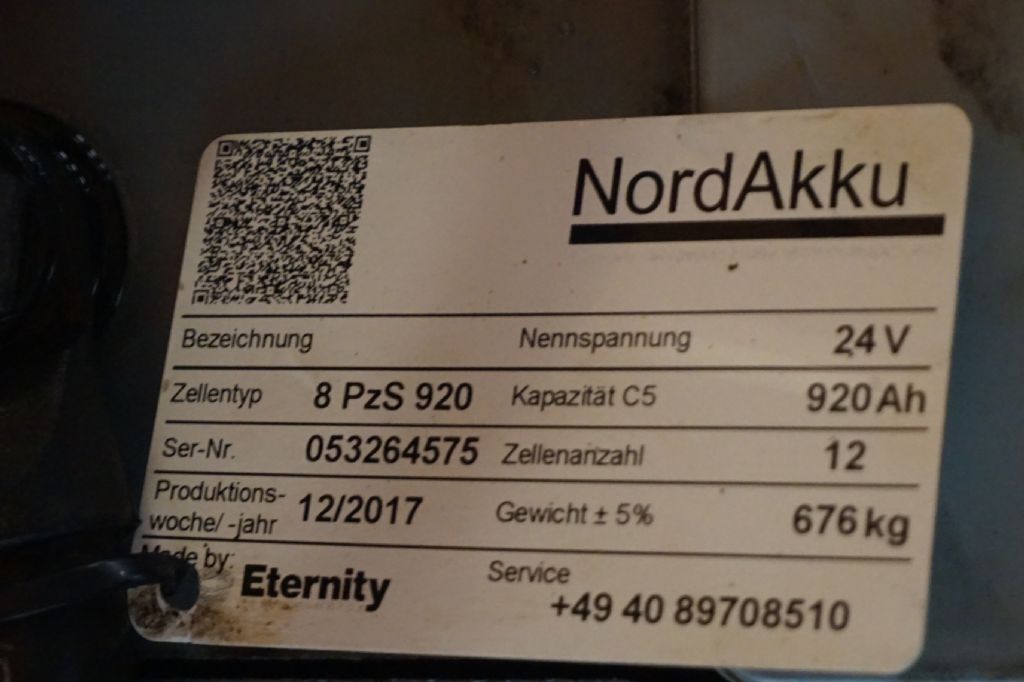 NordAkku
Bezeichnung Nennspannung 24 V
Zellentyp 8 PzS 920 Kapazität C5 920 Ah
Ser-Nr. 053264575 Zellenanzahl 12
Produktions-
woche/ -jahr 12/2017 Gewicht ± 5% 676 kg
Made by: Eternity Service
+49 40 89708510